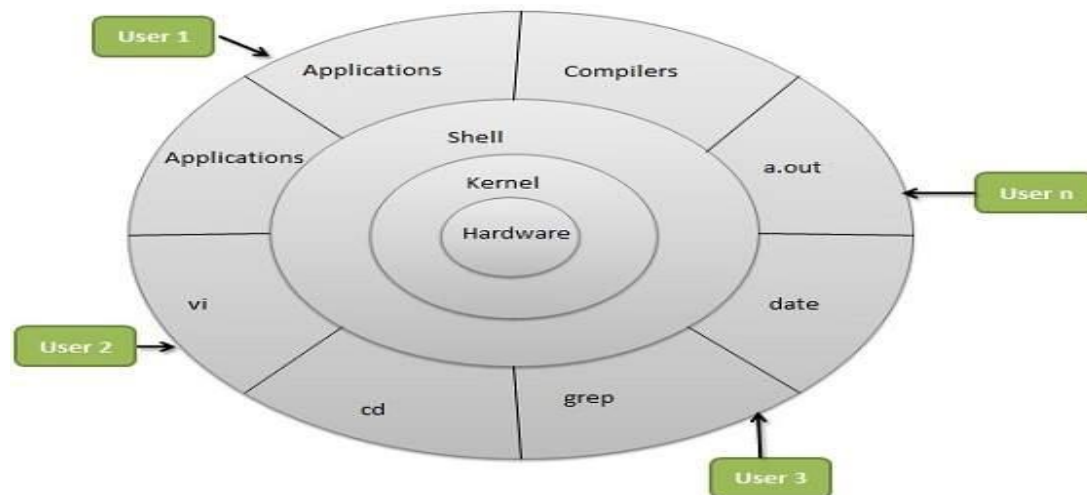 User 1
Applications
Compilers
Shell
Applications
a.out
Kernel
User n
Hardware
vi
date
User 2
cd
grep
User 3